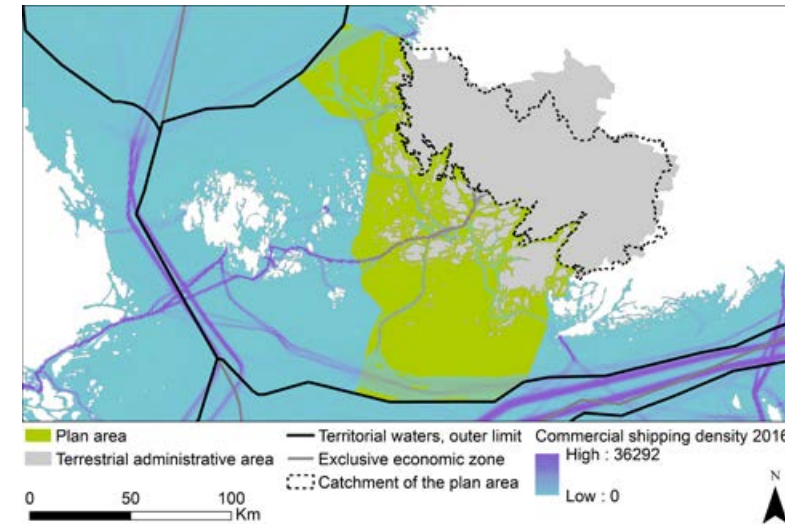 Plan area
Terrestrial administrative area
Territorial waters, outer limit
Exclusive economic zone
Catchment of the plan area
Commercial shipping density 2016
High : 36292
Low : 0
0 50 100
Km
N